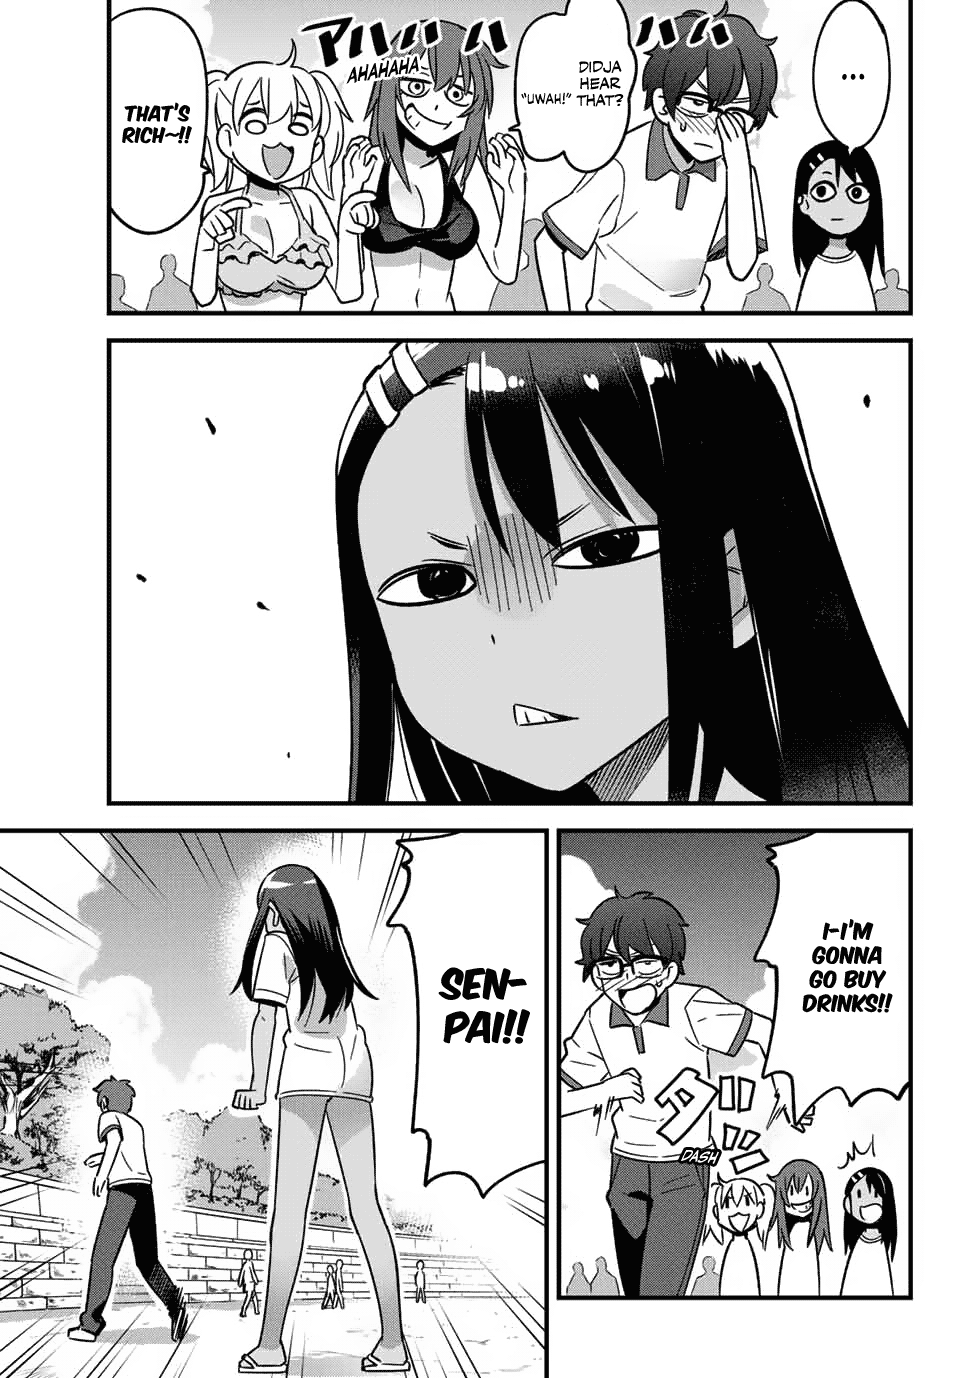 ...
DIDJA
HEAR
"UWAH!" THAT?
アハハハハハ
AHAHAHA
THAT'S
RICH~!!
I-I'M
GONNA
GO BUY
DRINKS!!
ダダッ
DASH
SEN-
PAI!!